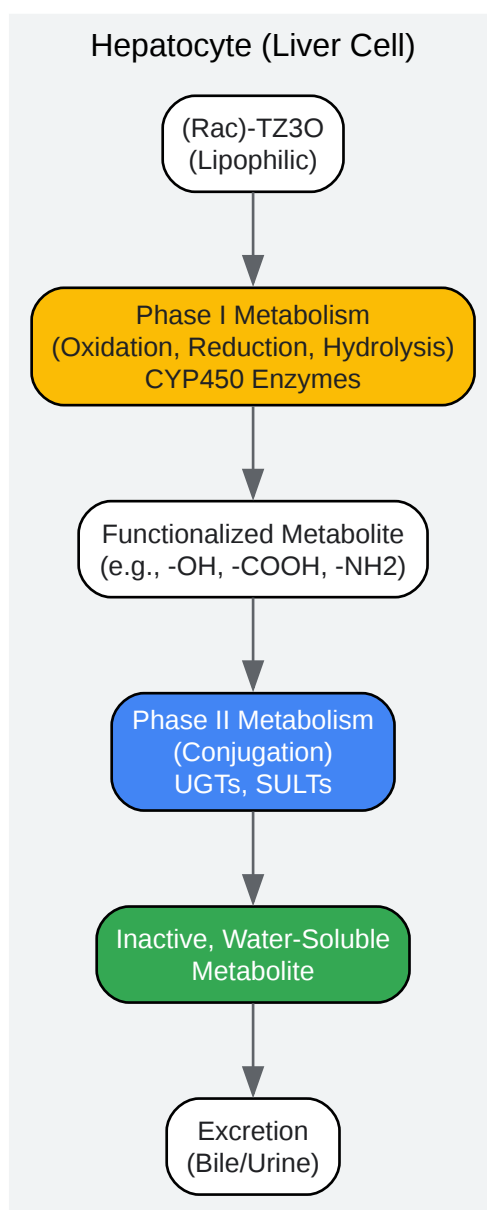 Hepatocyte (Liver Cell)
(Rac)-TZ3O
(Lipophilic)
Phase I Metabolism
(Oxidation, Reduction, Hydrolysis)
CYP450 Enzymes
Functionalized Metabolite
(e.g., -OH, -COOH, -NH2)
Phase II Metabolism
(Conjugation)
UGTs, SULTs
Inactive, Water-Soluble
Metabolite
Excretion
(Bile/Urine)